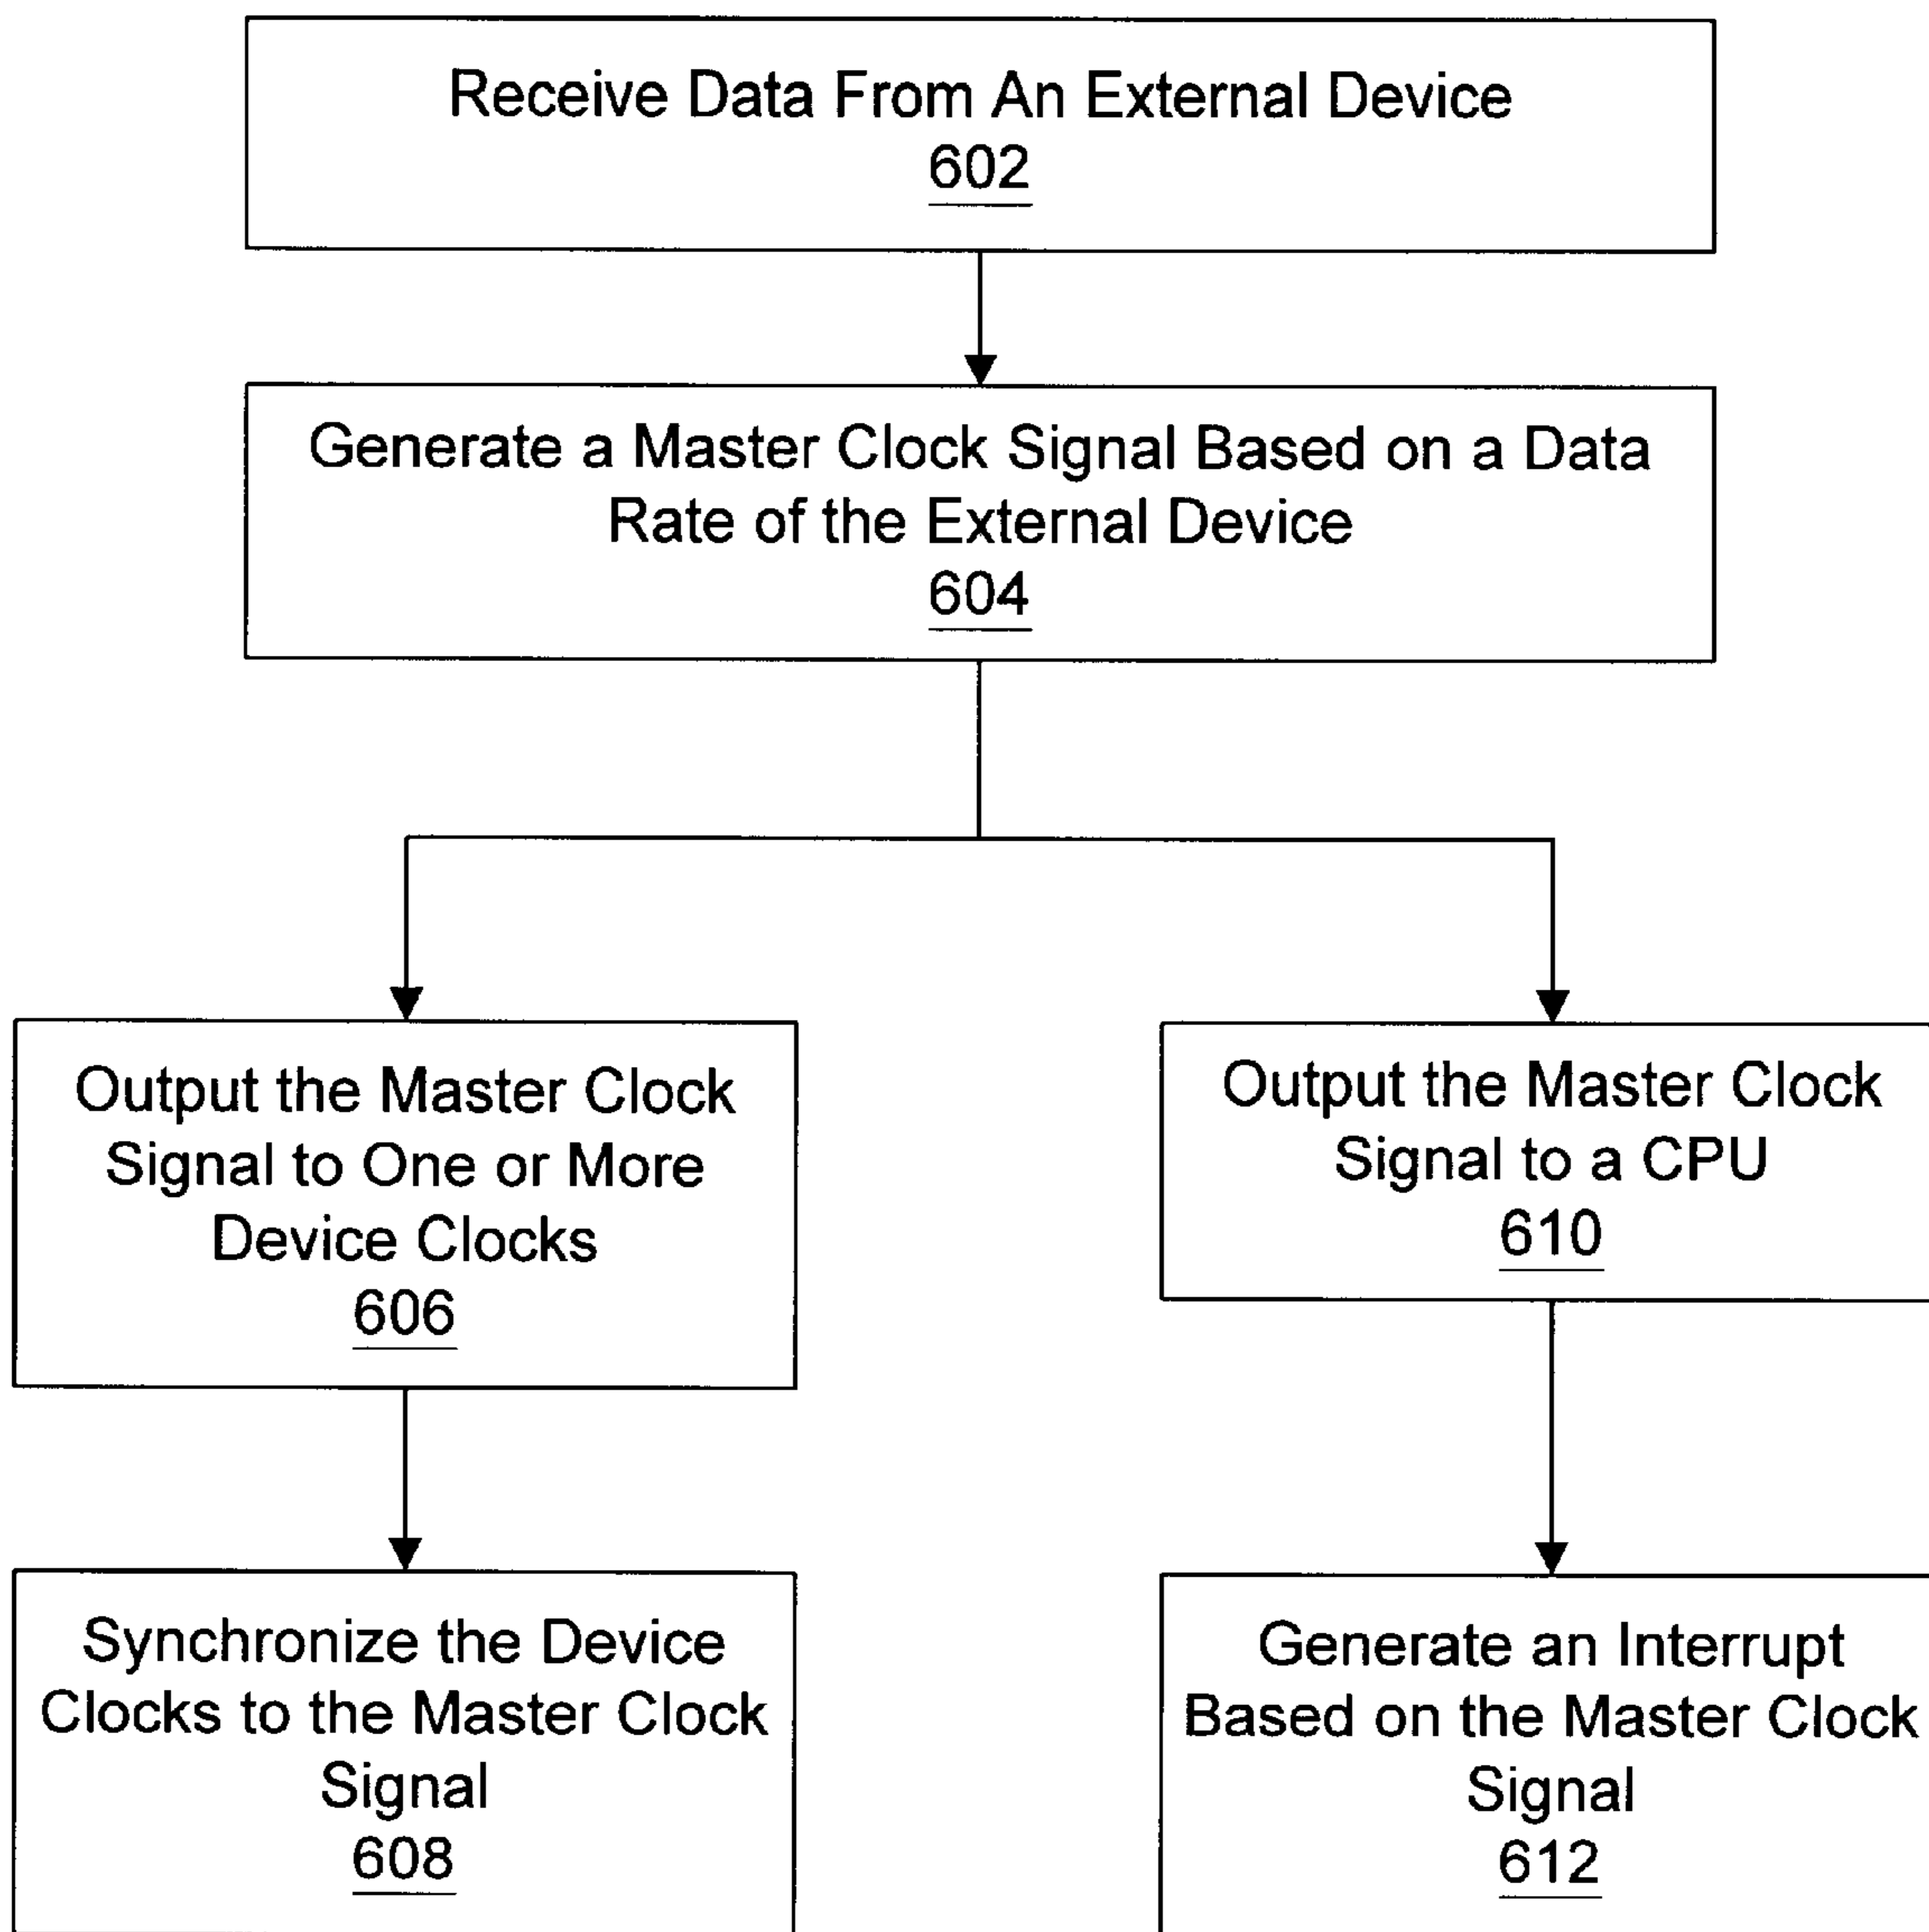 Receive Data From An External Device
602
Generate a Master Clock Signal Based on a Data
Rate of the External Device
604
Output the Master Clock
Signal to One or More
Device Clocks
606
Output the Master Clock
Signal to a CPU
610
Synchronize the Device
Clocks to the Master Clock
Signal
608
Generate an Interrupt
Based on the Master Clock
Signal
612